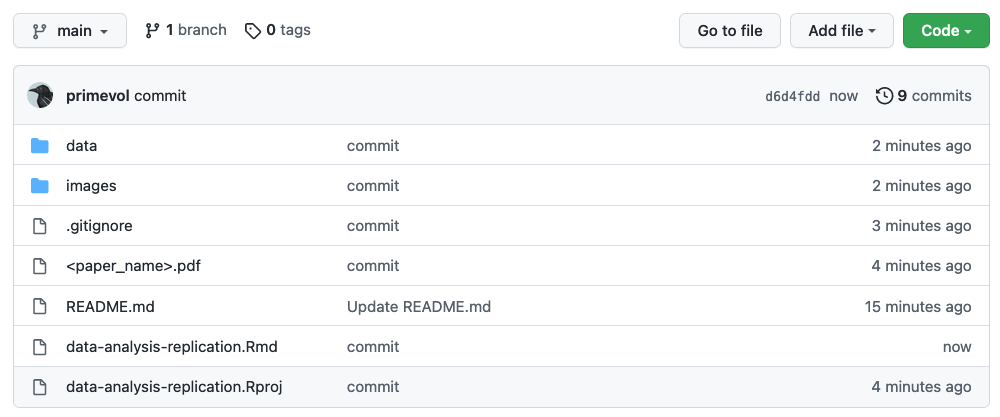 main 1 branch 0 tags Go to file Add file Code
primevol commit d6d4fdd now 9 commits
data commit 2 minutes ago
images commit 2 minutes ago
.gitignore commit 3 minutes ago
<paper_name>.pdf commit 4 minutes ago
README.md Update README.md 15 minutes ago
data-analysis-replication.Rmd commit now
data-analysis-replication.Rproj commit 4 minutes ago